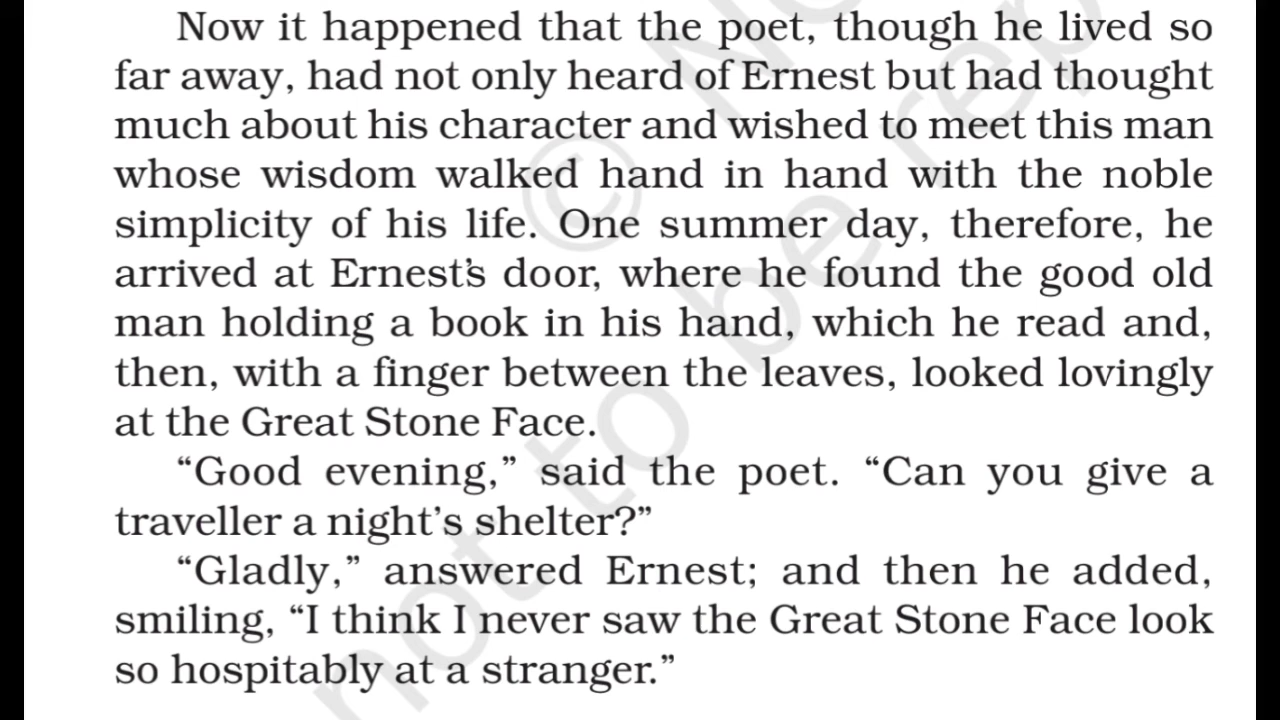 Now it happened that the poet, though he lived so
far away, had not only heard of Ernest but had thought
much about his character and wished to meet this man
whose wisdom walked hand in hand with the noble
simplicity of his life. One summer day, therefore, he
arrived at Ernest’s door, where he found the good old
man holding a book in his hand, which he read and,
then, with a finger between the leaves, looked lovingly
at the Great Stone Face.
“Good evening,” said the poet. “Can you give a
traveller a night’s shelter?”
“Gladly,” answered Ernest; and then he added,
smiling, “I think I never saw the Great Stone Face look
so hospitably at a stranger.”
© N
not to be rep